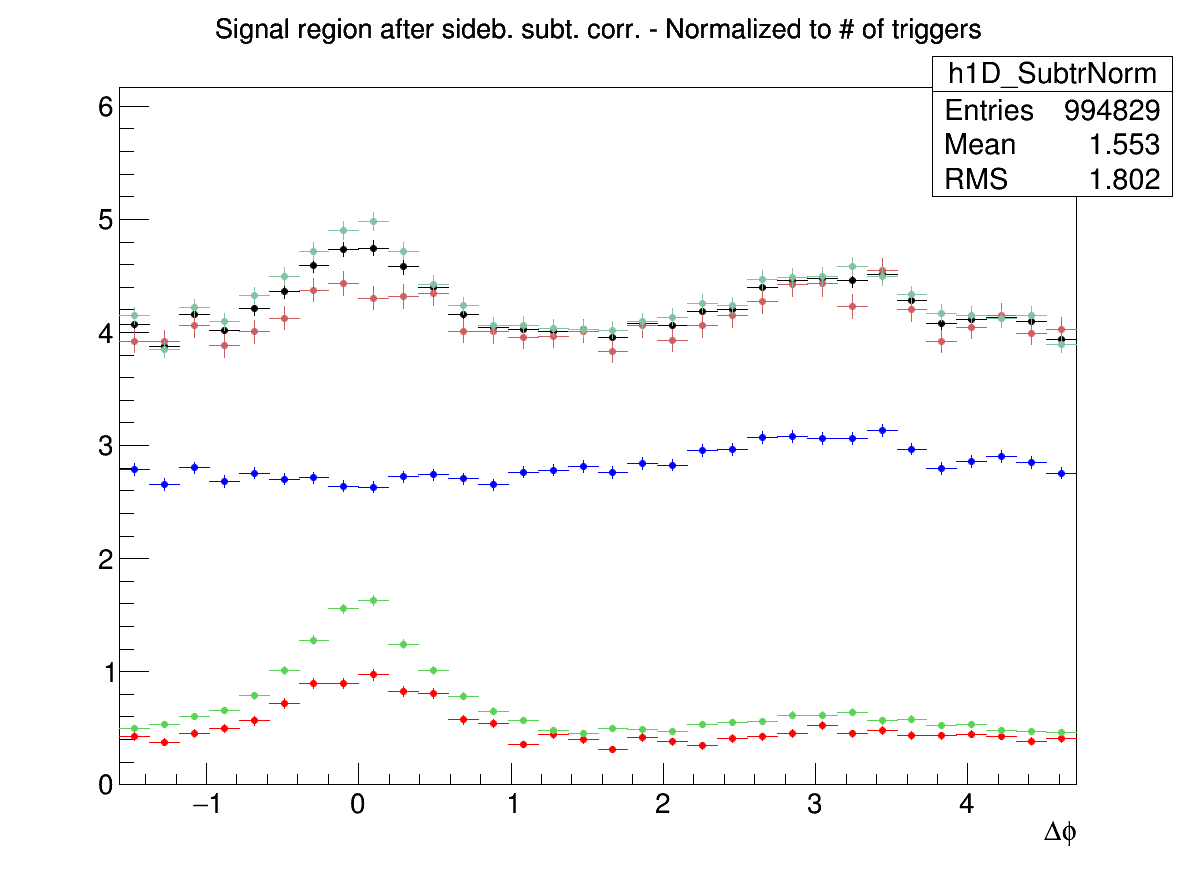 Signal region after sideb. subt. corr. - Normalized to # of triggers
h1D_SubtrNorm
Entries 994829
Mean 1.553
RMS 1.802
6
5
4
3
2
1
0
−1 0 1 2 3 4
Δϕ